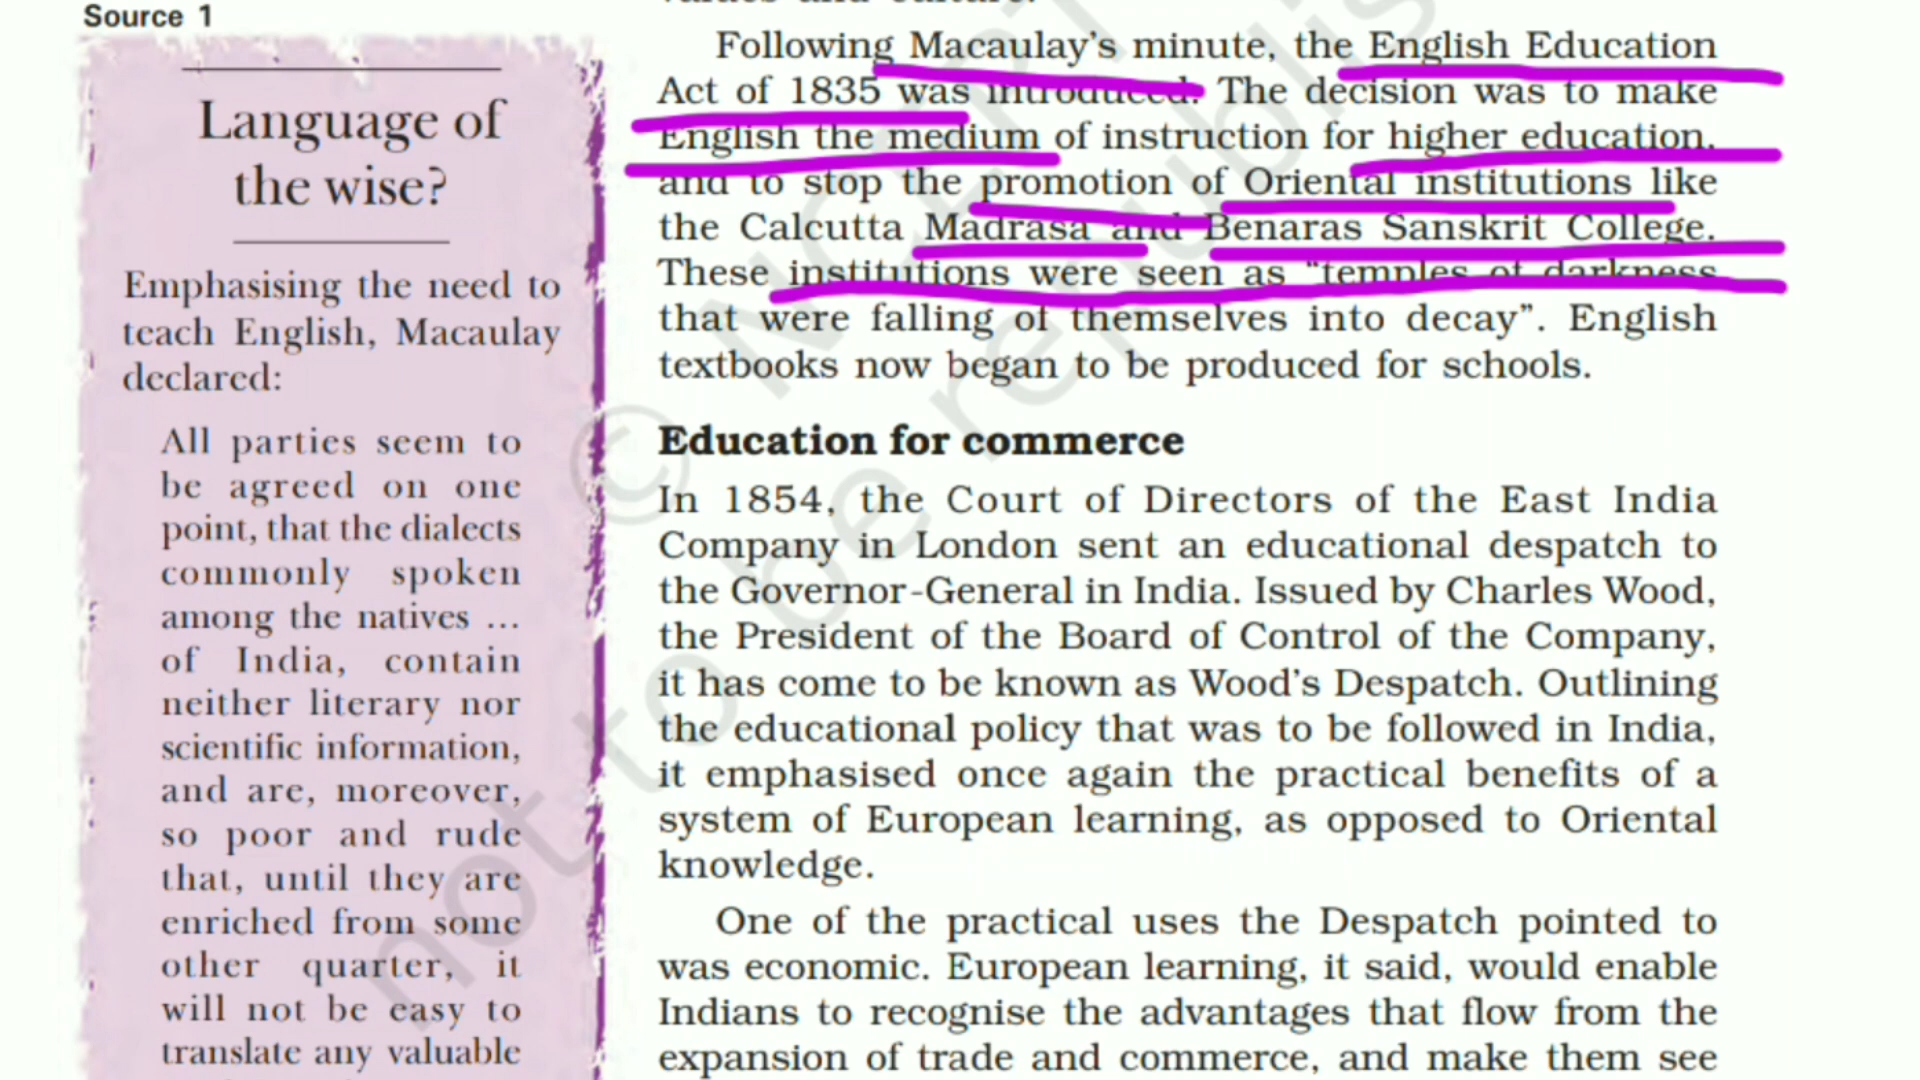 Source 1
Language of
the wise?
Emphasising the need to
teach English, Macaulay
declared:
All parties seem to
be agreed on one
point, that the dialects
commonly spoken
among the natives ...
of India, contain
neither literary nor
scientific information,
and are, moreover,
so poor and rude
that, until they are
enriched from some
other quarter, it
will not be easy to
translate any valuable
Following Macaulay's minute, the English Education
Act of 1835 was introduced. The decision was to make
English the medium of instruction for higher education,
and to stop the promotion of Oriental institutions like
the Calcutta Madrasa and Benaras Sanskrit College.
These institutions were seen as "temples of darkness
that were falling of themselves into decay". English
textbooks now began to be produced for schools.
Education for commerce
In 1854, the Court of Directors of the East India
Company in London sent an educational despatch to
the Governor-General in India. Issued by Charles Wood,
the President of the Board of Control of the Company,
it has come to be known as Wood's Despatch. Outlining
the educational policy that was to be followed in India,
it emphasised once again the practical benefits of a
system of European learning, as opposed to Oriental
knowledge.
One of the practical uses the Despatch pointed to
was economic. European learning, it said, would enable
Indians to recognise the advantages that flow from the
expansion of trade and commerce, and make them see
not to be republis